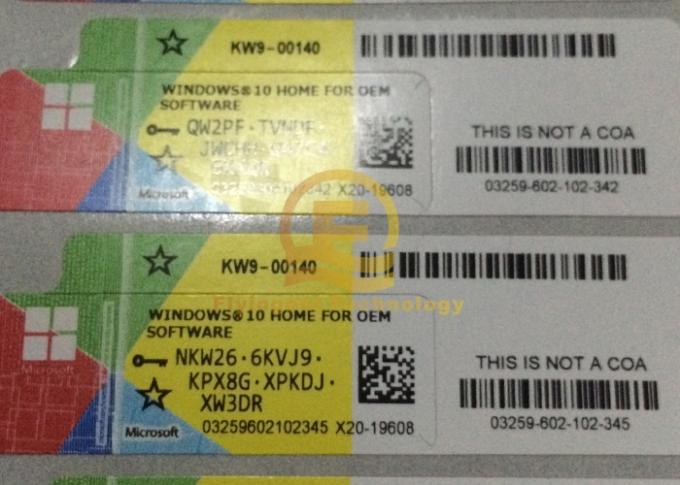 KW9-00140
WINDOWS® 10 HOME FOR OEM
SOFTWARE
QW2PF·
THIS IS NOT A COA
Microsoft
X20-19608
03259-602-102-342
KW9-00140
Technology
WINDOWS® 10 HOME FOR OEM
SOFTWARE
NKW26·6KVJ9·
KPX8G·XPKDJ·
XW3DR
THIS IS NOT A COA
Microsoft
Microsoft
03259602102345 X20-19608
03259-602-102-345